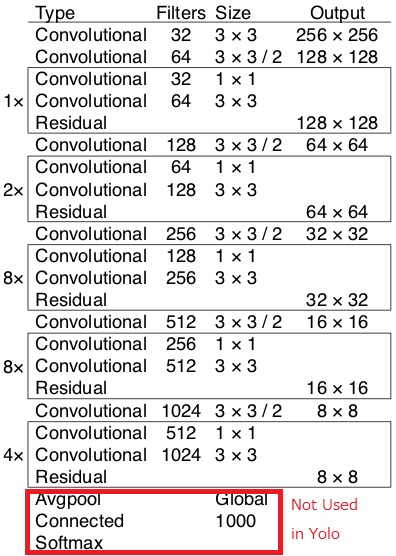 Type Filters Size Output
Convolutional 32 3 × 3 256 × 256
Convolutional 64 3 × 3 / 2 128 × 128
Convolutional 32 1 × 1
1× Convolutional 64 3 × 3
Residual 128 × 128
Convolutional 128 3 × 3 / 2 64 × 64
Convolutional 64 1 × 1
2× Convolutional 128 3 × 3
Residual 64 × 64
Convolutional 256 3 × 3 / 2 32 × 32
Convolutional 128 1 × 1
8× Convolutional 256 3 × 3
Residual 32 × 32
Convolutional 512 3 × 3 / 2 16 × 16
Convolutional 256 1 × 1
8× Convolutional 512 3 × 3
Residual 16 × 16
Convolutional 1024 3 × 3 / 2 8 × 8
Convolutional 512 1 × 1
4× Convolutional 1024 3 × 3
Residual 8 × 8
Avgpool Global Not Used
Connected 1000 in Yolo
Softmax